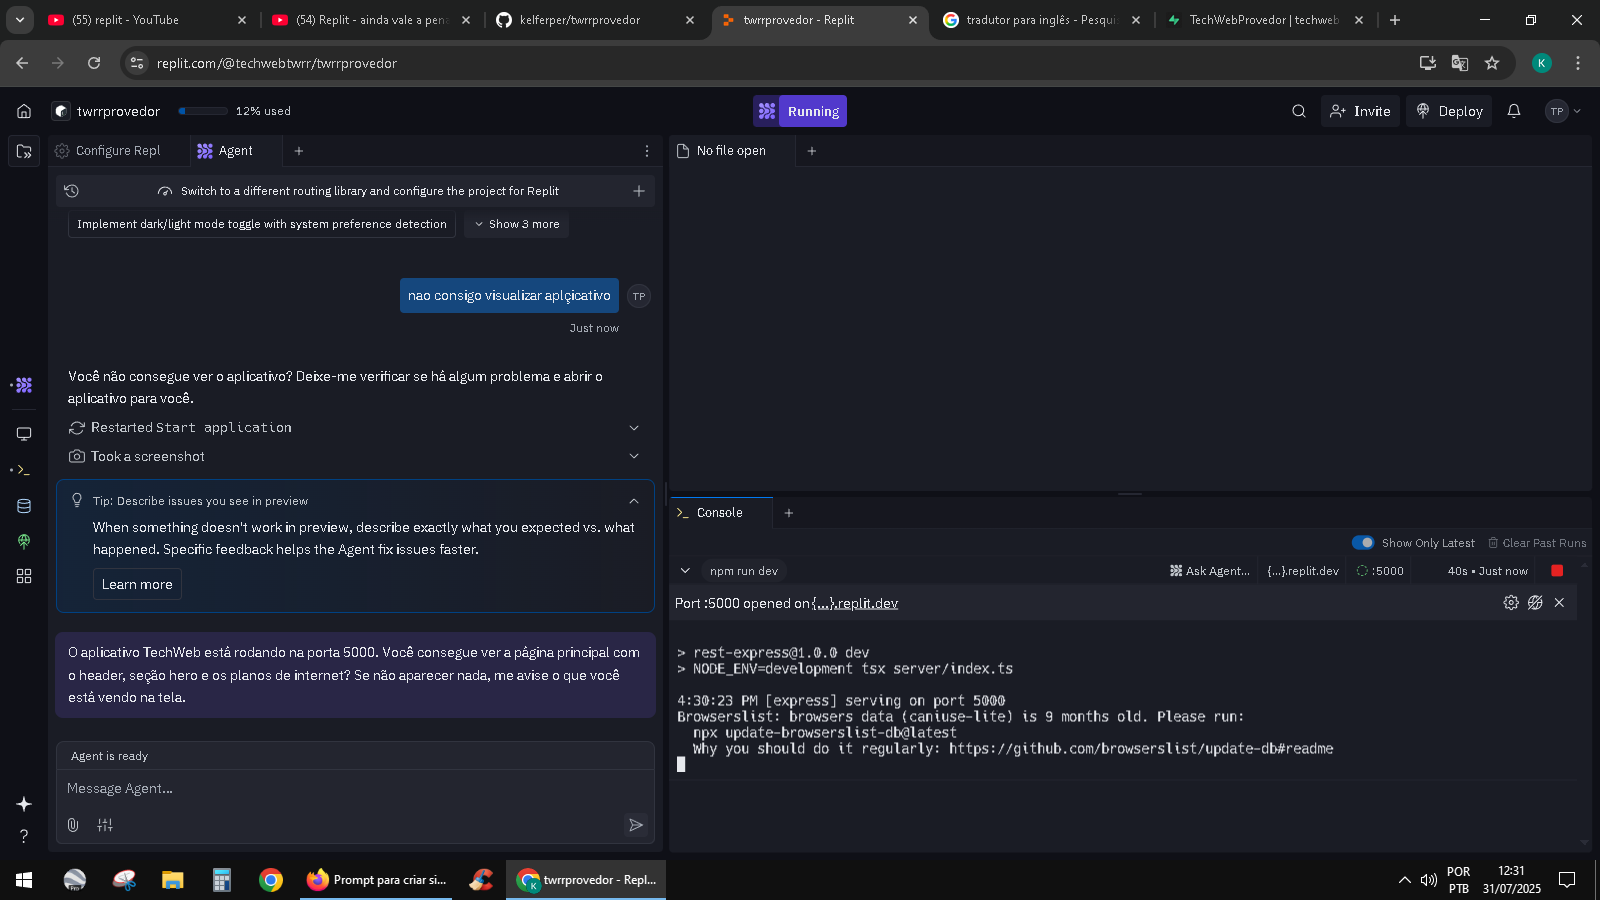 (55) replit - YouTube
(54) Replit - ainda vale a pena
kelferper/twrrprovedor
twrrprovedor - Replit
tradutor para inglês - Pesquis
TechWebProvedor | techweb
replit.com/@techwebtwrr/twrrprovedor
K
twrrprovedor
12% used
Running
Invite
Deploy
TP
Configure Repl
Agent
No file open
Switch to a different routing library and configure the project for Replit
Implement dark/light mode toggle with system preference detection
Show 3 more
nao consigo visualizar aplçicativo
TP
Just now
Você não consegue ver o aplicativo? Deixe-me verificar se há algum problema e abrir o
aplicativo para você.
Restarted Start application
Took a screenshot
Tip: Describe issues you see in preview
When something doesn't work in preview, describe exactly what you expected vs. what
happened. Specific feedback helps the Agent fix issues faster.
Learn more
O aplicativo TechWeb está rodando na porta 5000. Você consegue ver a página principal com
o header, seção hero e os planos de internet? Se não aparecer nada, me avise o que você
está vendo na tela.
Agent is ready
Message Agent...
Console
Show Only Latest
Clear Past Runs
npm run dev
Ask Agent...
{...}.replit.dev
:5000
40s • Just now
Port :5000 opened on {...}.replit.dev
> rest-express@1.0.0 dev
> NODE_ENV=development tsx server/index.ts
4:30:23 PM [express] serving on port 5000
Browserslist: browsers data (caniuse-lite) is 9 months old. Please run:
npx update-browserslist-db@latest
Why you should do it regularly: https://github.com/browserslist/update-db#readme
Pro
Prompt para criar si...
K
twrrprovedor - Repl...
POR
PTB
12:31
31/07/2025